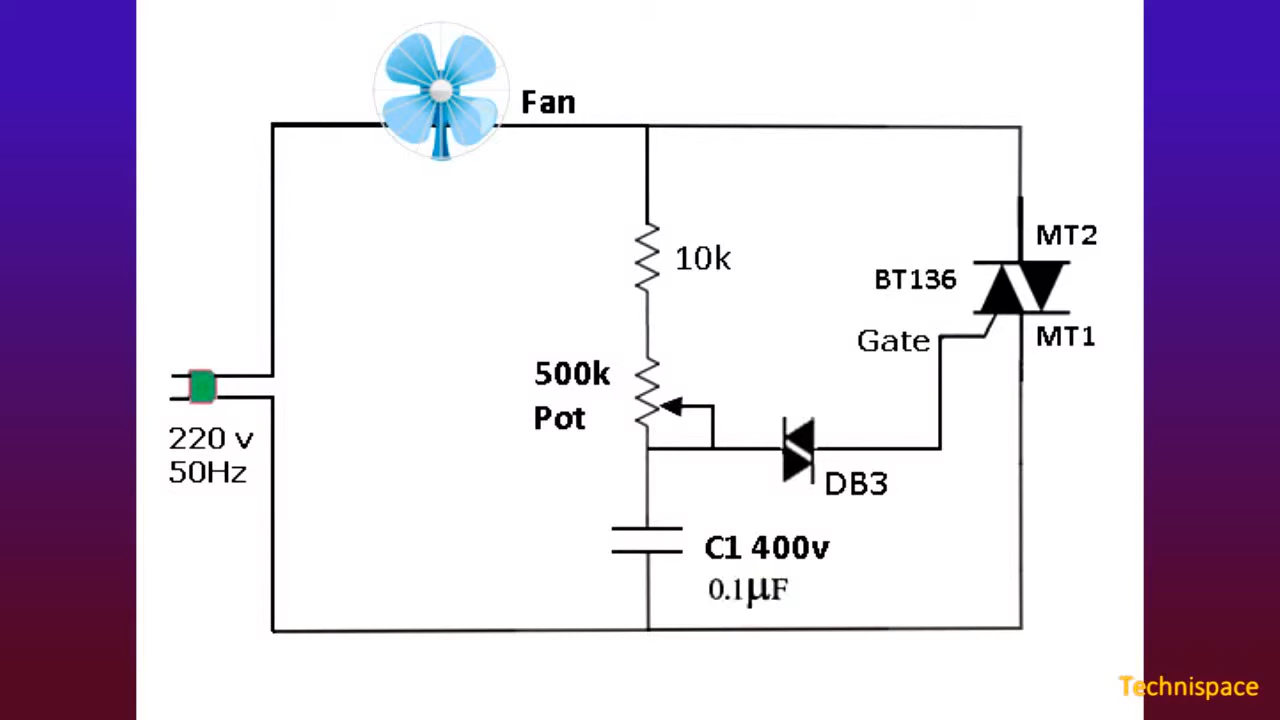 Fan
MT2
10k
BT136
MT1
Gate
500k
Pot
220 v
50Hz
DB3
C1 400v
0.1μF
Technispace